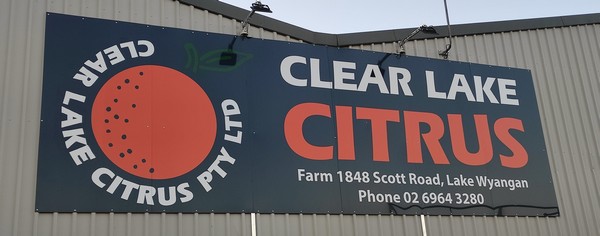 CLEAR LAKE CITRUS PTY LTD
CLEAR LAKE
CITRUS
Farm 1848 Scott Road, Lake Wyangan
Phone 02 6964 3280